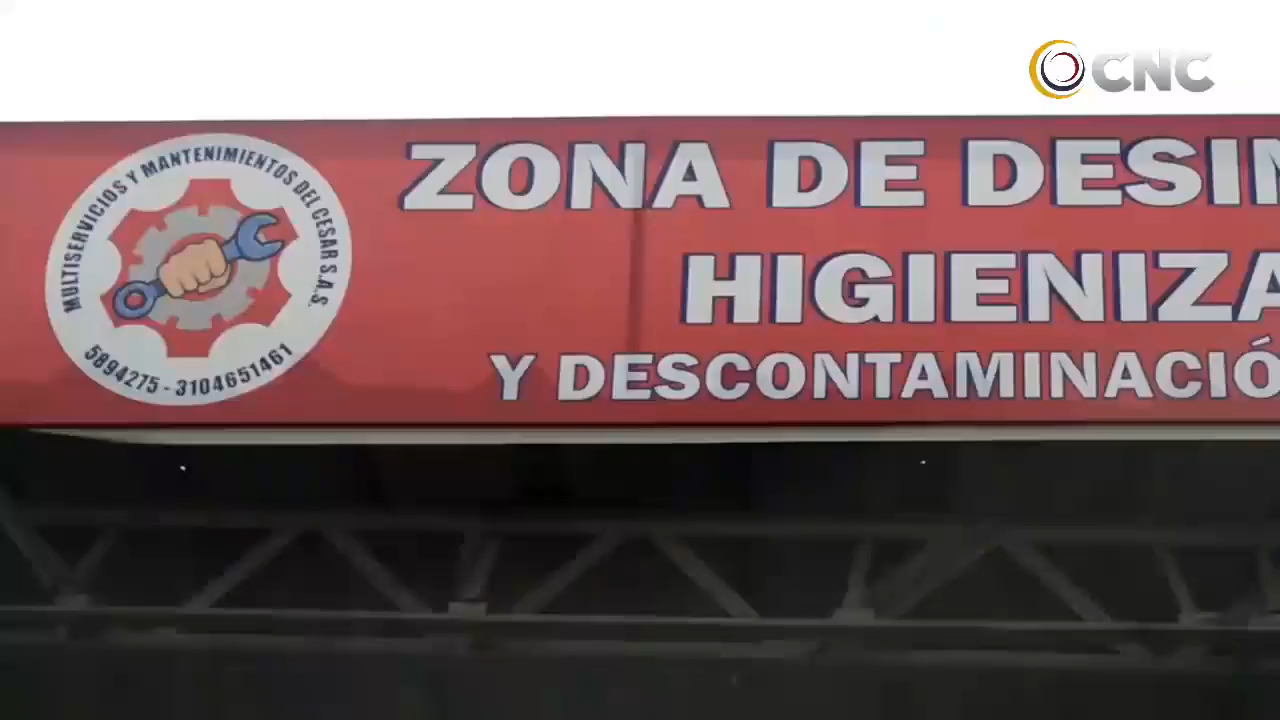 CNC
MULTISERVICIOS Y MANTENIMIENTOS DEL CESAR S.A.S.
5894275 - 3104651461
ZONA DE DESIN
HIGIENIZA
Y DESCONTAMINACIÓ